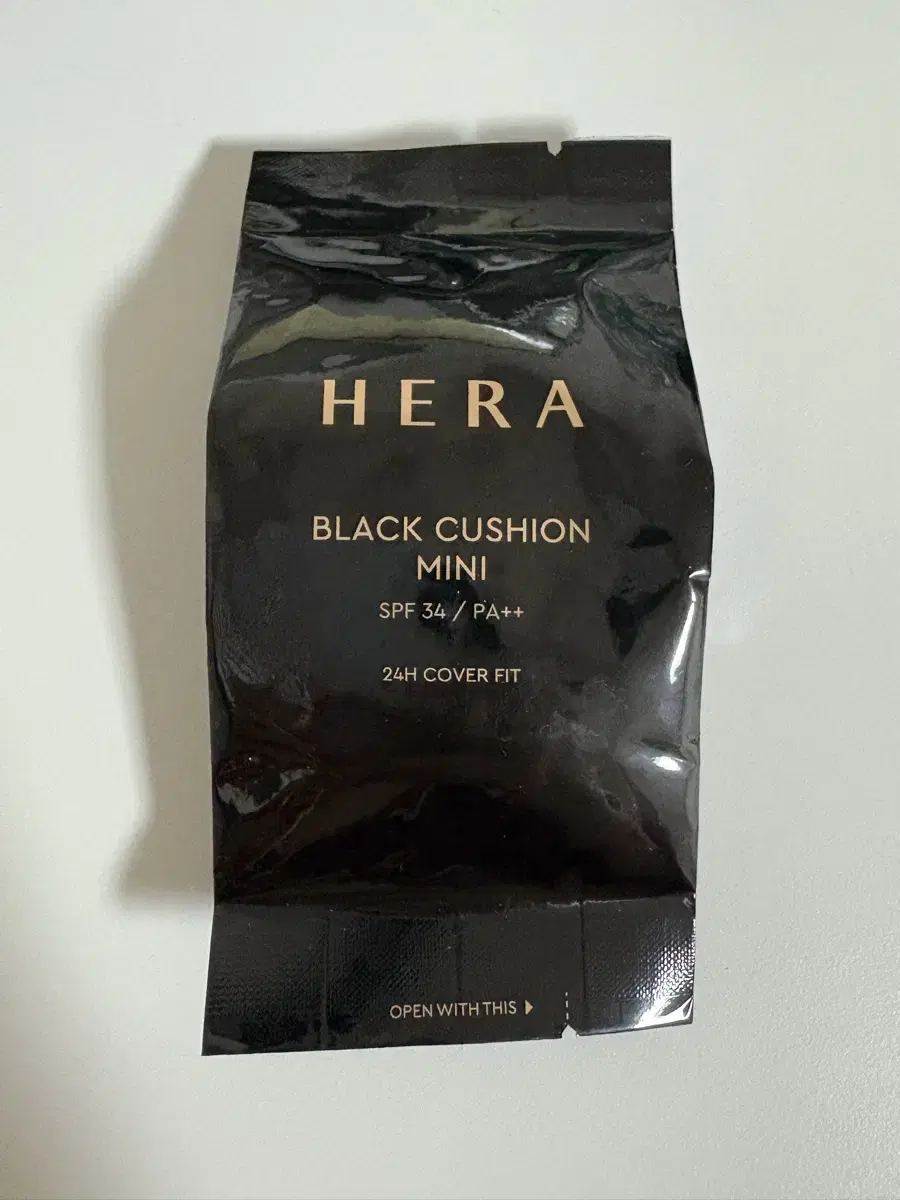 HERA
BLACK CUSHION
MINI
SPF 34 / PA++
24H COVER FIT
OPEN WITH THIS ▶